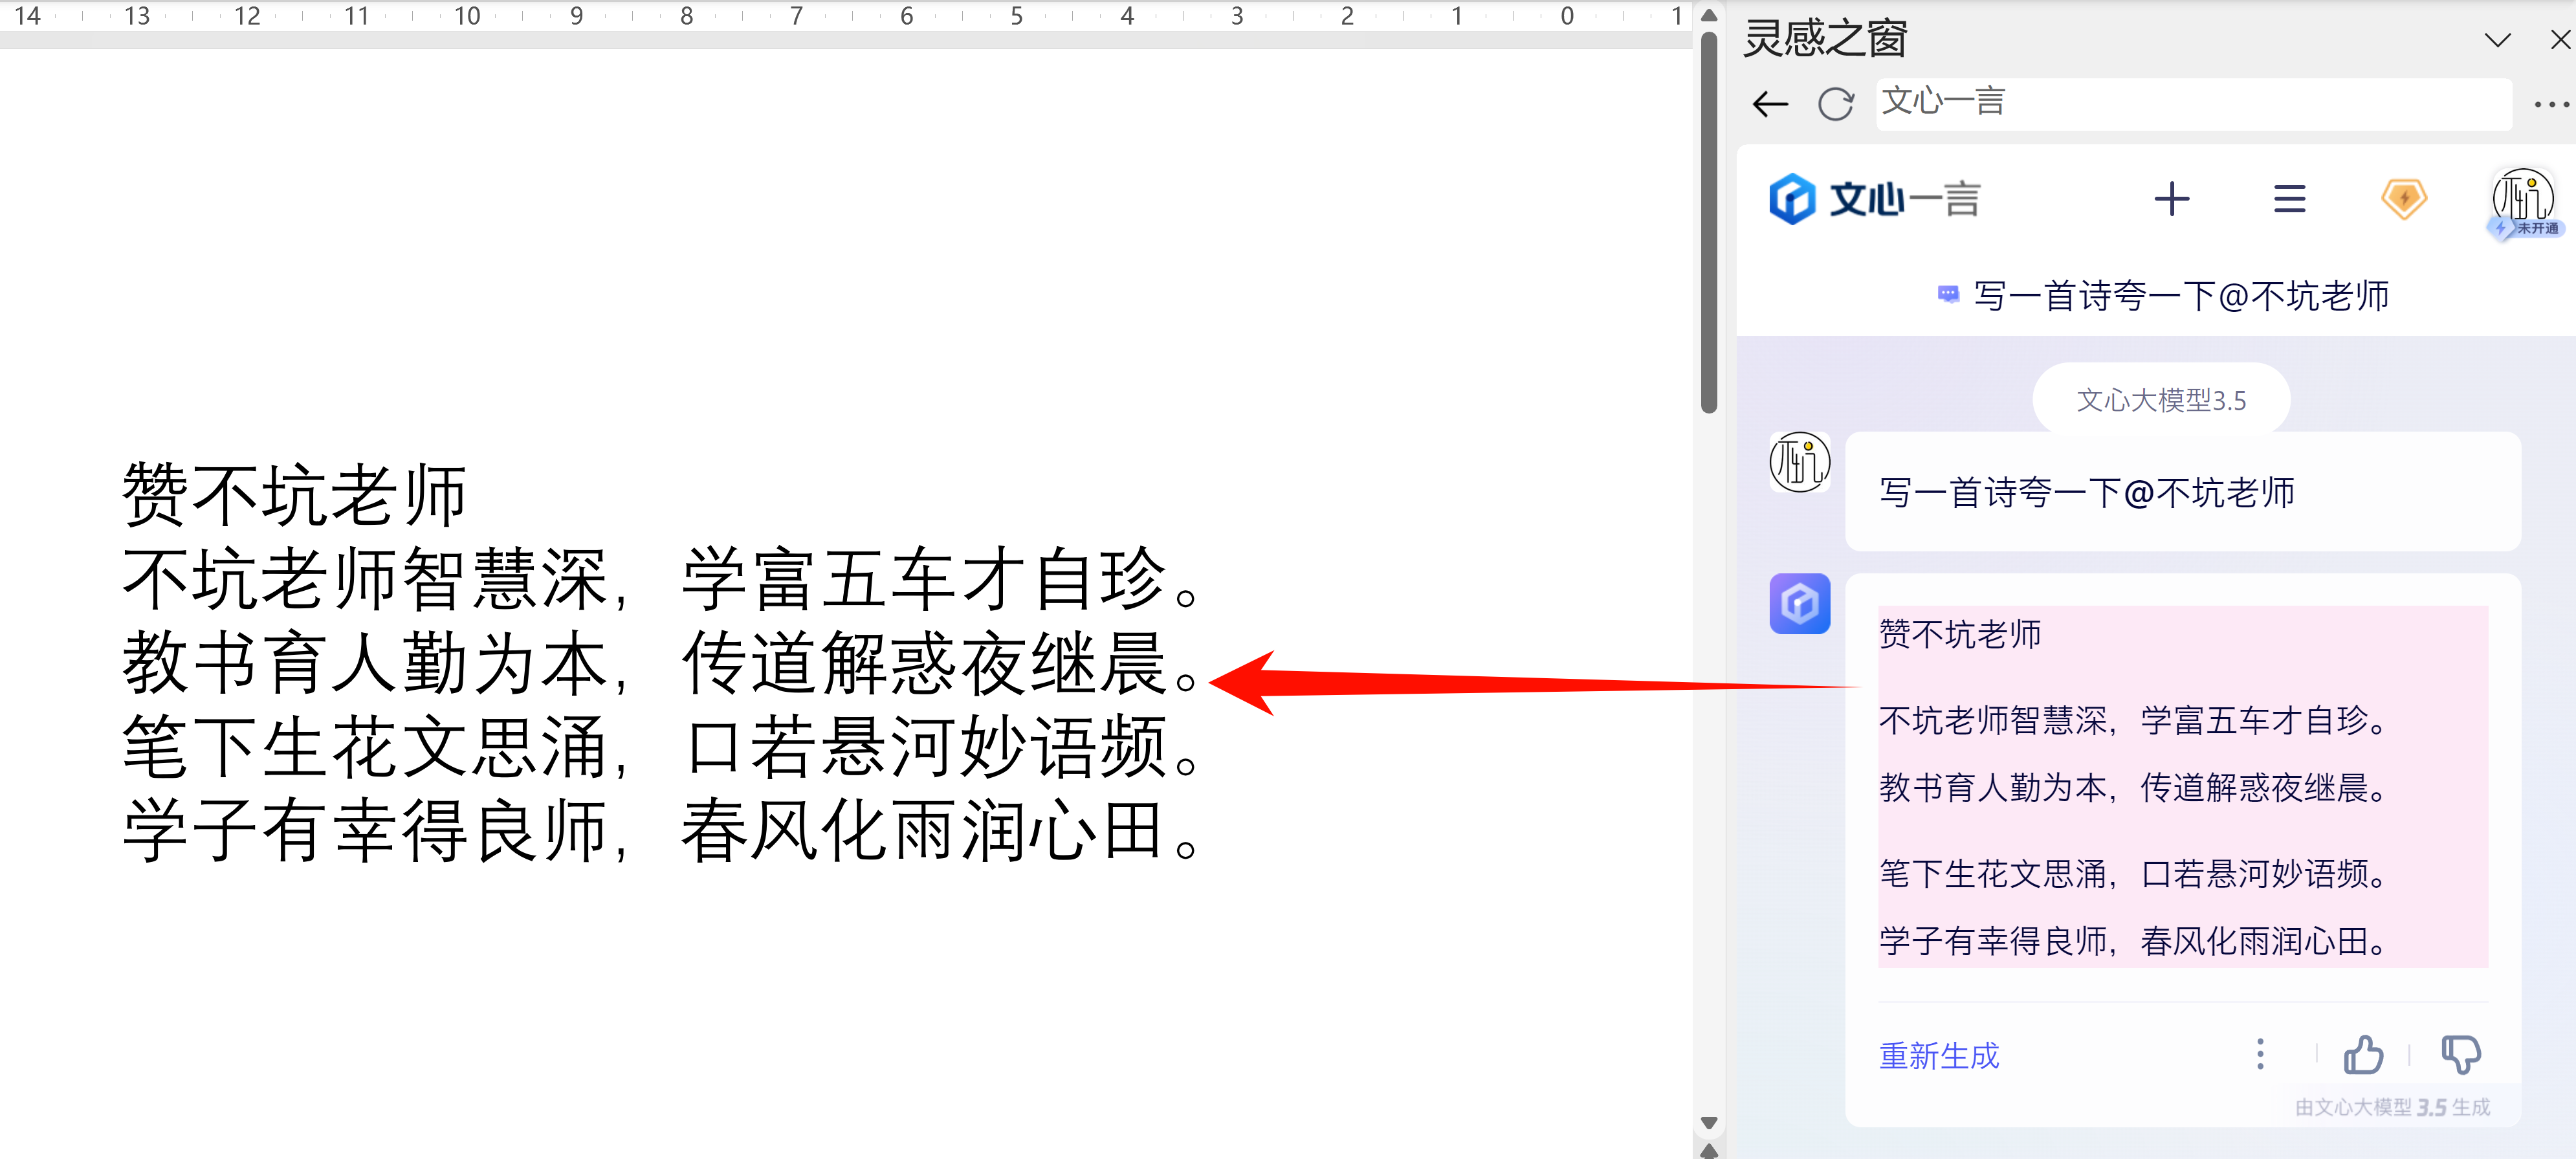 14 13 12 11 10 9 8 7 6 5 4 3 2 1 0 1
赞不坑老师
不坑老师智慧深，学富五车才自珍。
教书育人勤为本，传道解惑夜继晨。
笔下生花文思涌，口若悬河妙语频。
学子有幸得良师，春风化雨润心田。
灵感之窗
文心一言
文心一言
未开通
写一首诗夸一下@不坑老师
文心大模型3.5
写一首诗夸一下@不坑老师
赞不坑老师
不坑老师智慧深，学富五车才自珍。
教书育人勤为本，传道解惑夜继晨。
笔下生花文思涌，口若悬河妙语频。
学子有幸得良师，春风化雨润心田。
重新生成
由文心大模型 3.5 生成